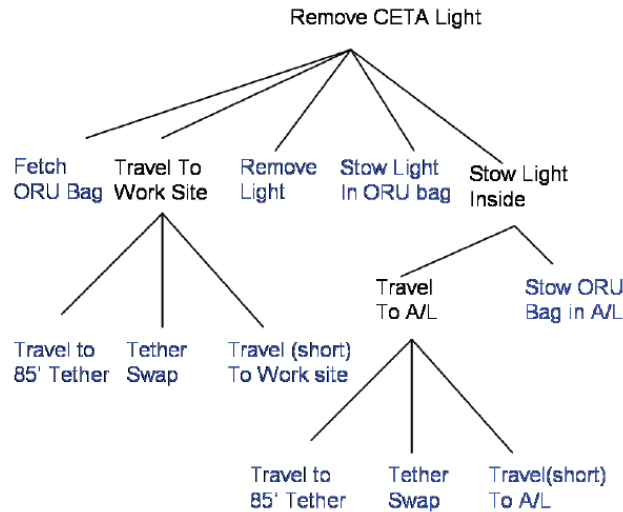 Remove CETA Light
Fetch
ORU Bag
Travel To
Work Site
Remove
Light
Stow Light
In ORU bag
Stow Light
Inside
Travel
To A/L
Stow ORU
Bag in A/L
Travel to
85' Tether
Tether
Swap
Travel (short)
To Work site
Travel to
85' Tether
Tether
Swap
Travel(short)
To A/L